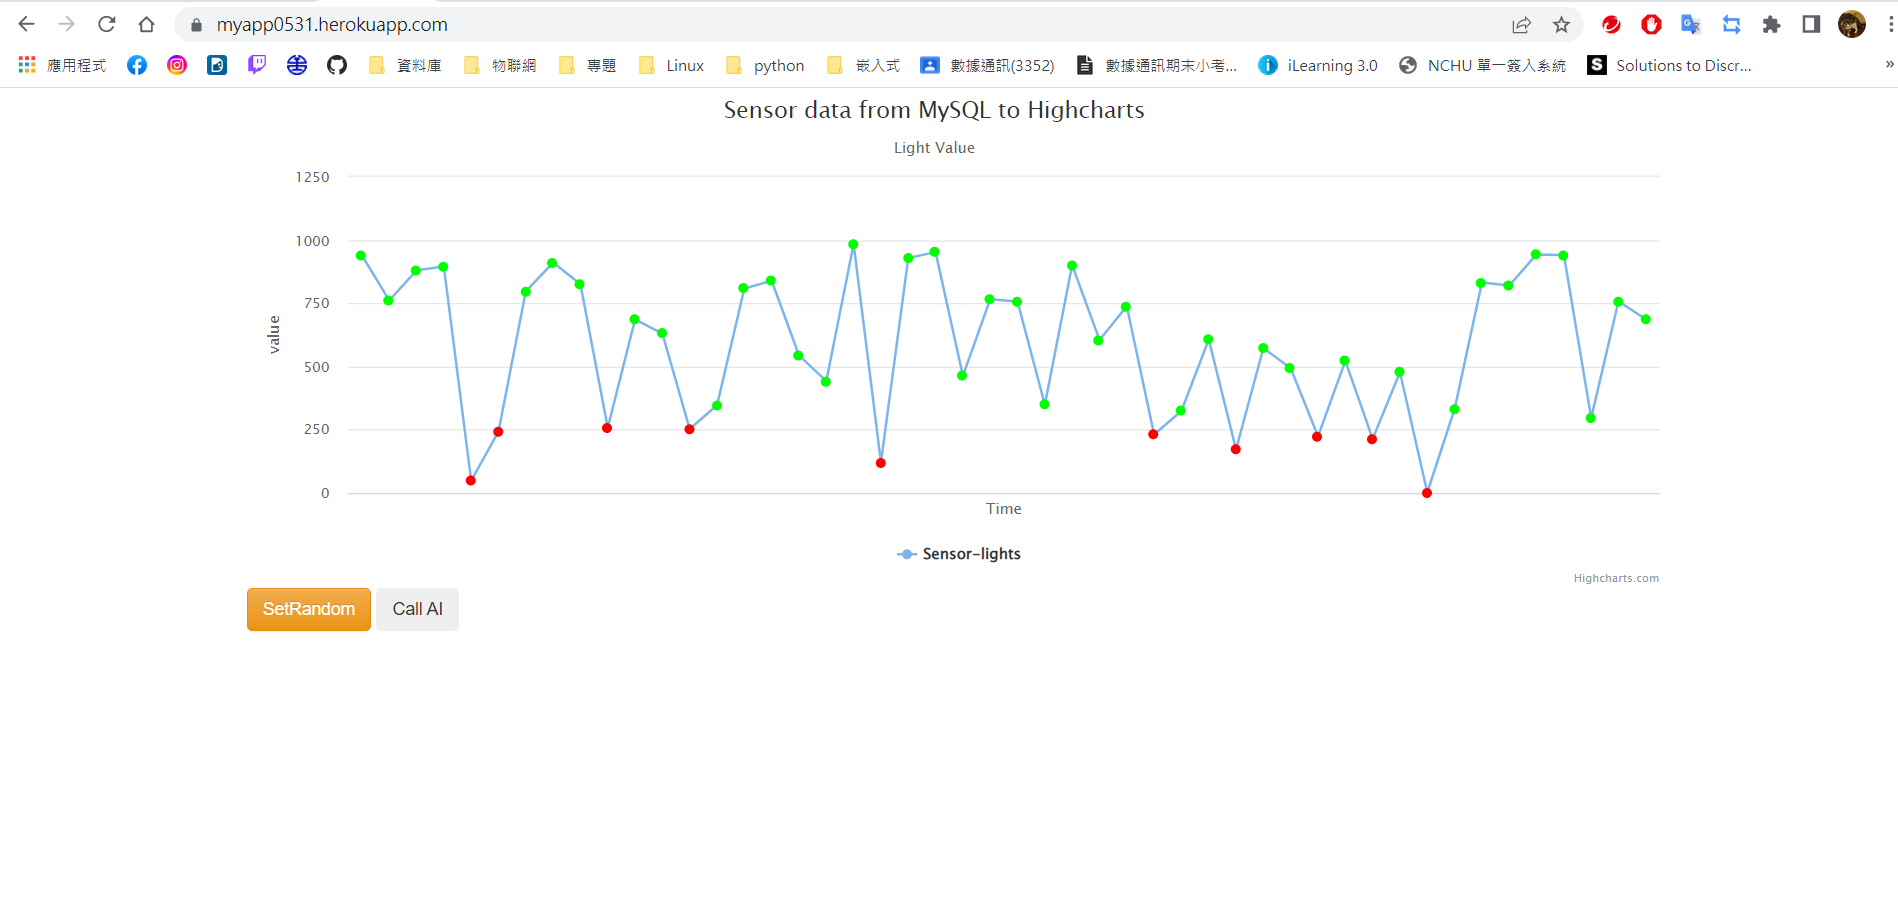 myapp0531.herokuapp.com
應用程式 資料庫 物聯網 專題 Linux python 嵌入式 數據通訊(3352) 數據通訊期末小考... iLearning 3.0 NCHU 單一簽入系統 Solutions to Discr... »
Sensor data from MySQL to Highcharts
Light Value
1250
1000
750
500
250
0
value
Time
Sensor-lights
Highcharts.com
SetRandom Call AI